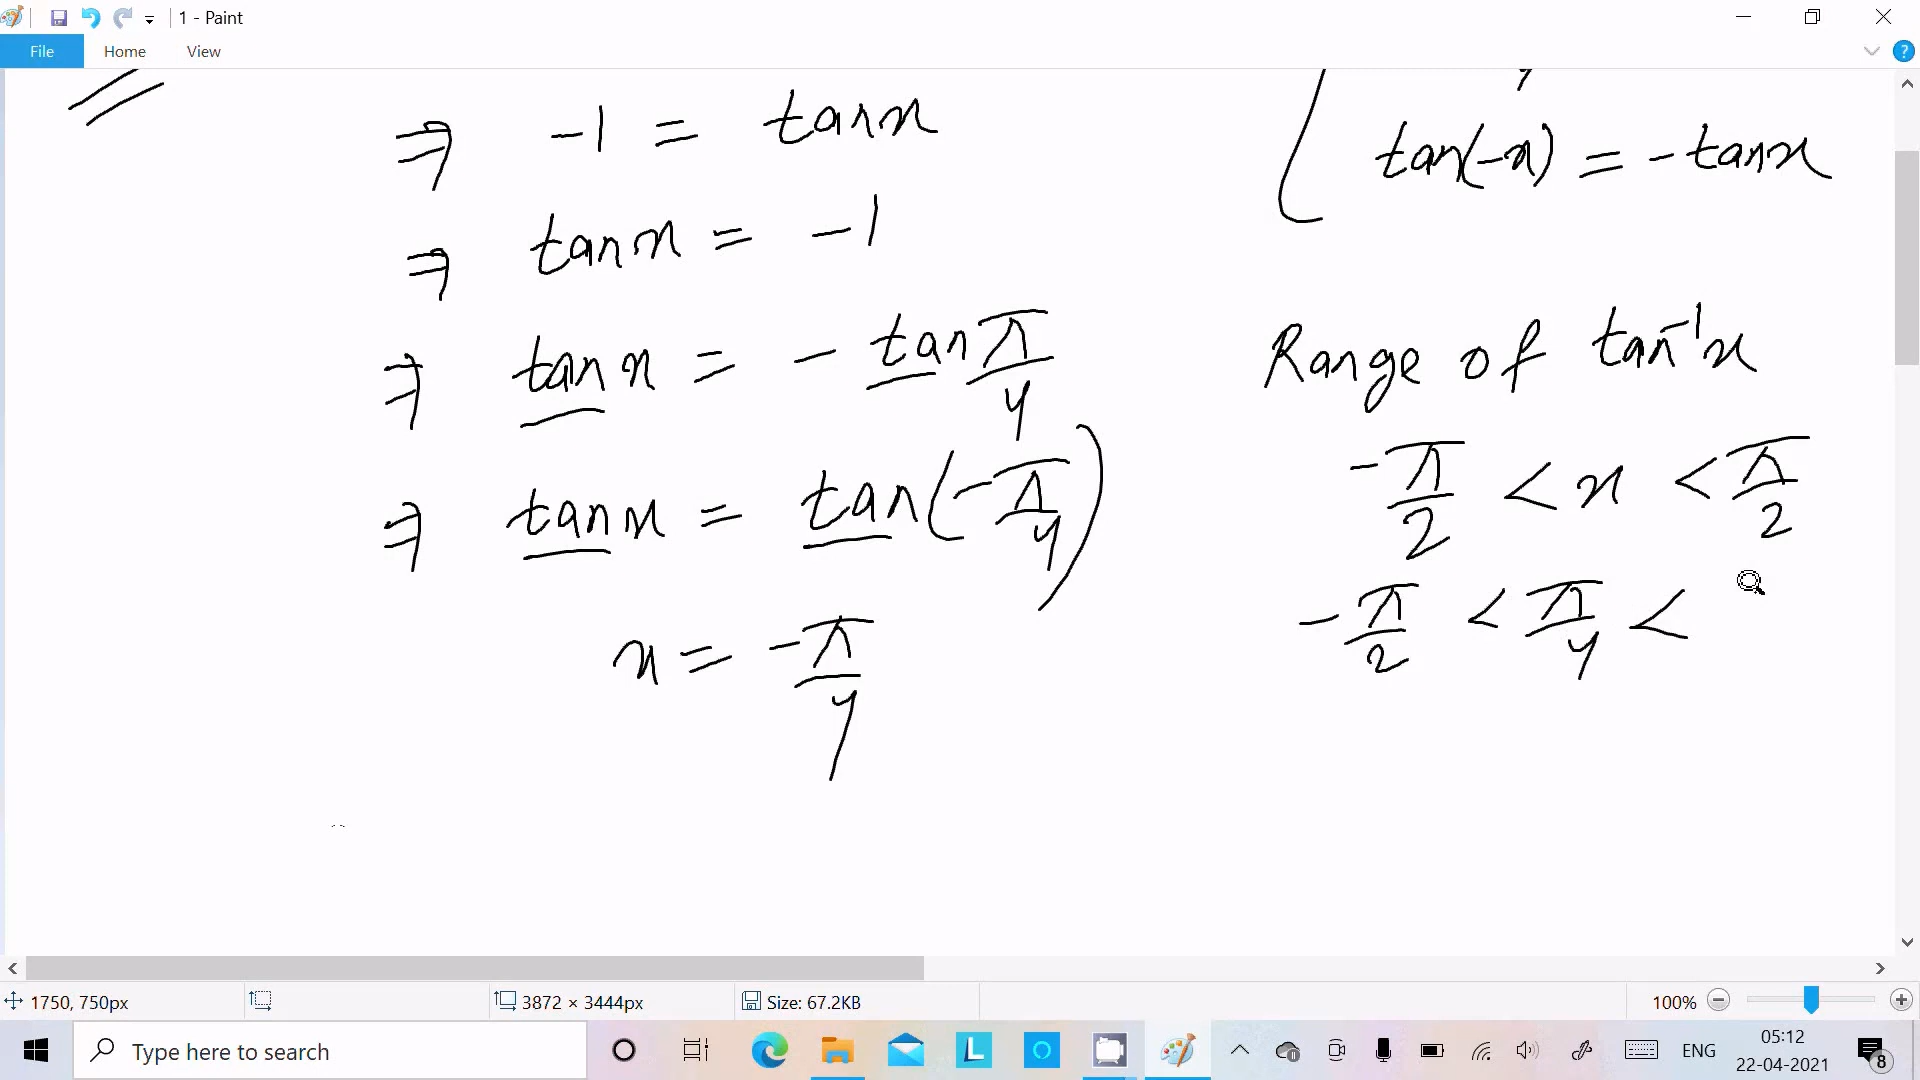 1 - Paint
File Home View
⇒ -1 = tanx
⇒ tanx = -1
⇒ tanx = - tan π/4
⇒ tanx = tan(-π/4)
x = -π/4
tan(-x) = -tanx
Range of tan⁻¹x
-π/2 < x < π/2
-π/2 < π/4 <
1750, 750px
3872 × 3444px
Size: 67.2KB
100%
Type here to search
L
ENG
05:12
22-04-2021
8